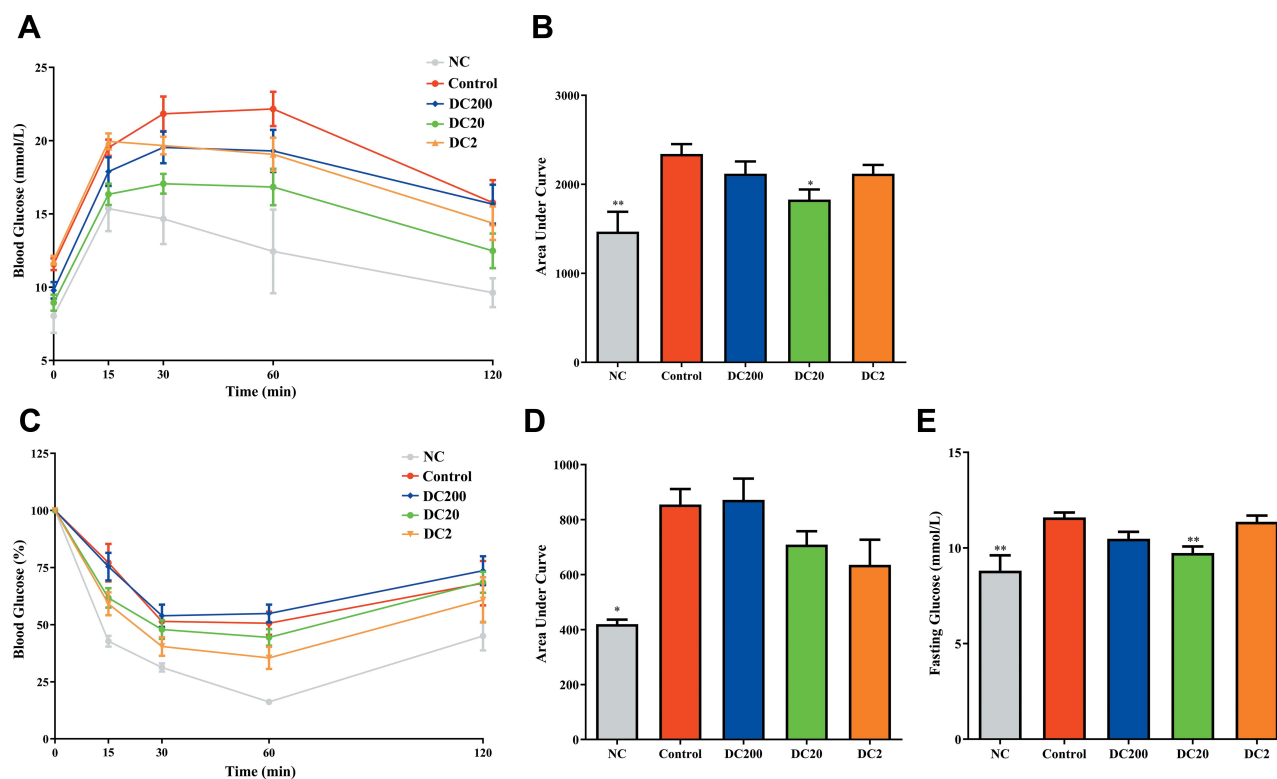 A
Blood Glucose (mmol/L)
25
20
15
10
5
0
15
30
60
120
Time (min)
NC
Control
DC200
DC20
DC2
B
Area Under Curve
3000
2000
1000
0
**
*
NC
Control
DC200
DC20
DC2
C
Blood Glucose (%)
125
100
75
50
25
0
0
15
30
60
120
Time (min)
NC
Control
DC200
DC20
DC2
D
Area Under Curve
1000
800
600
400
200
0
*
NC
Control
DC200
DC20
DC2
E
Fasting Glucose (mmol/L)
15
10
5
0
**
**
NC
Control
DC200
DC20
DC2